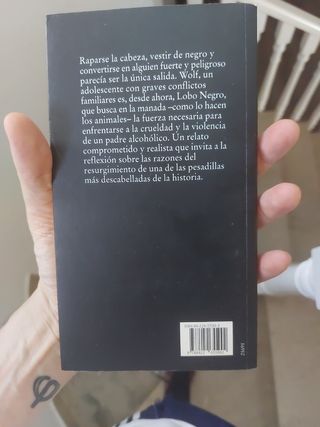 Raparse la cabeza, vestir de negro y
convertirse en alguien fuerte y peligroso
parecía ser la única salida. Wolf, un
adolescente con graves conflictos
familiares es, desde ahora, Lobo Negro,
que busca en la manada –como lo hacen
los animales– la fuerza necesaria para
enfrentarse a la crueldad y la violencia
de un padre alcohólico. Un relato
comprometido y realista que invita a la
reflexión sobre las razones del
resurgimiento de una de las pesadillas
más descabelladas de la historia.